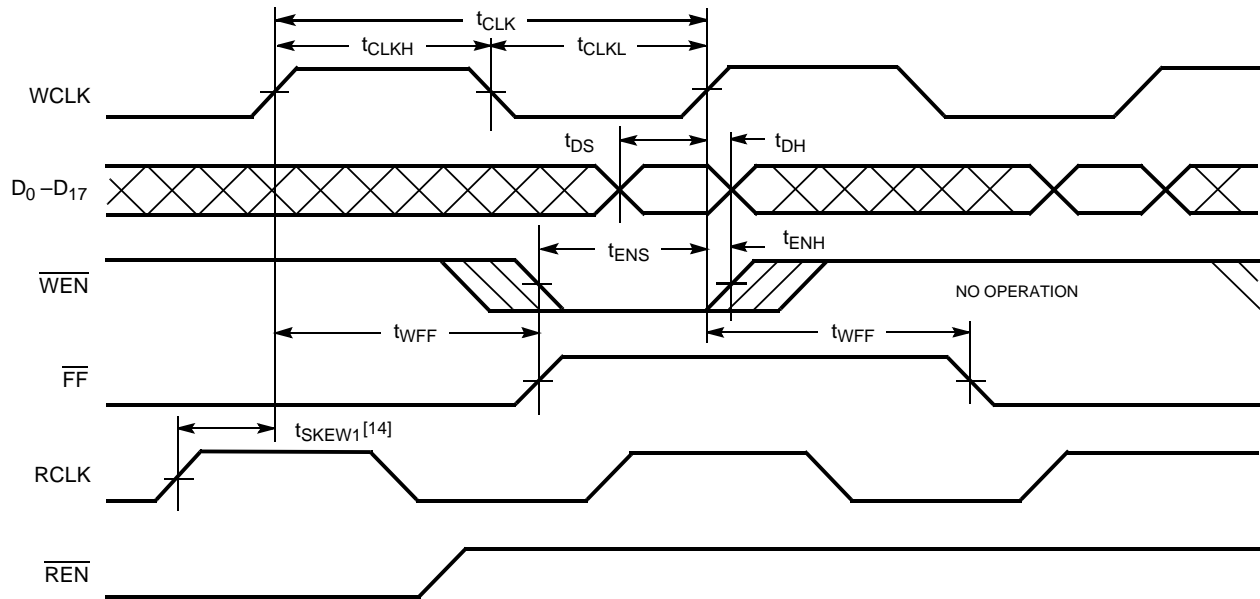 tCLK
tCLKH tCLKL
WCLK
tDS tDH
D0 –D17
tENS tENH
WEN
NO OPERATION
tWFF tWFF
FF
tSKEW1[14]
RCLK
REN